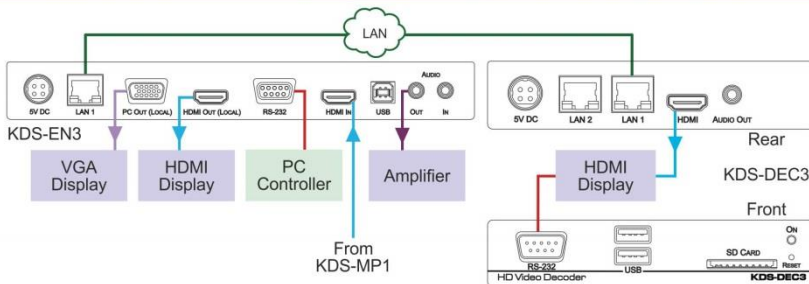 LAN
AUDIO
5V DC
LAN 1
PC OUT (LOCAL)
HDMI OUT (LOCAL)
RS-232
HDMI IN
USB
OUT
IN
KDS-EN3
VGA
Display
HDMI
Display
PC
Controller
Amplifier
From
KDS-MP1
5V DC
LAN 2
LAN 1
HDMI
AUDIO OUT
Rear
HDMI
Display
KDS-DEC3
Front
ON
SD CARD
RESET
RS-232
USB
HD Video Decoder
KDS-DEC3